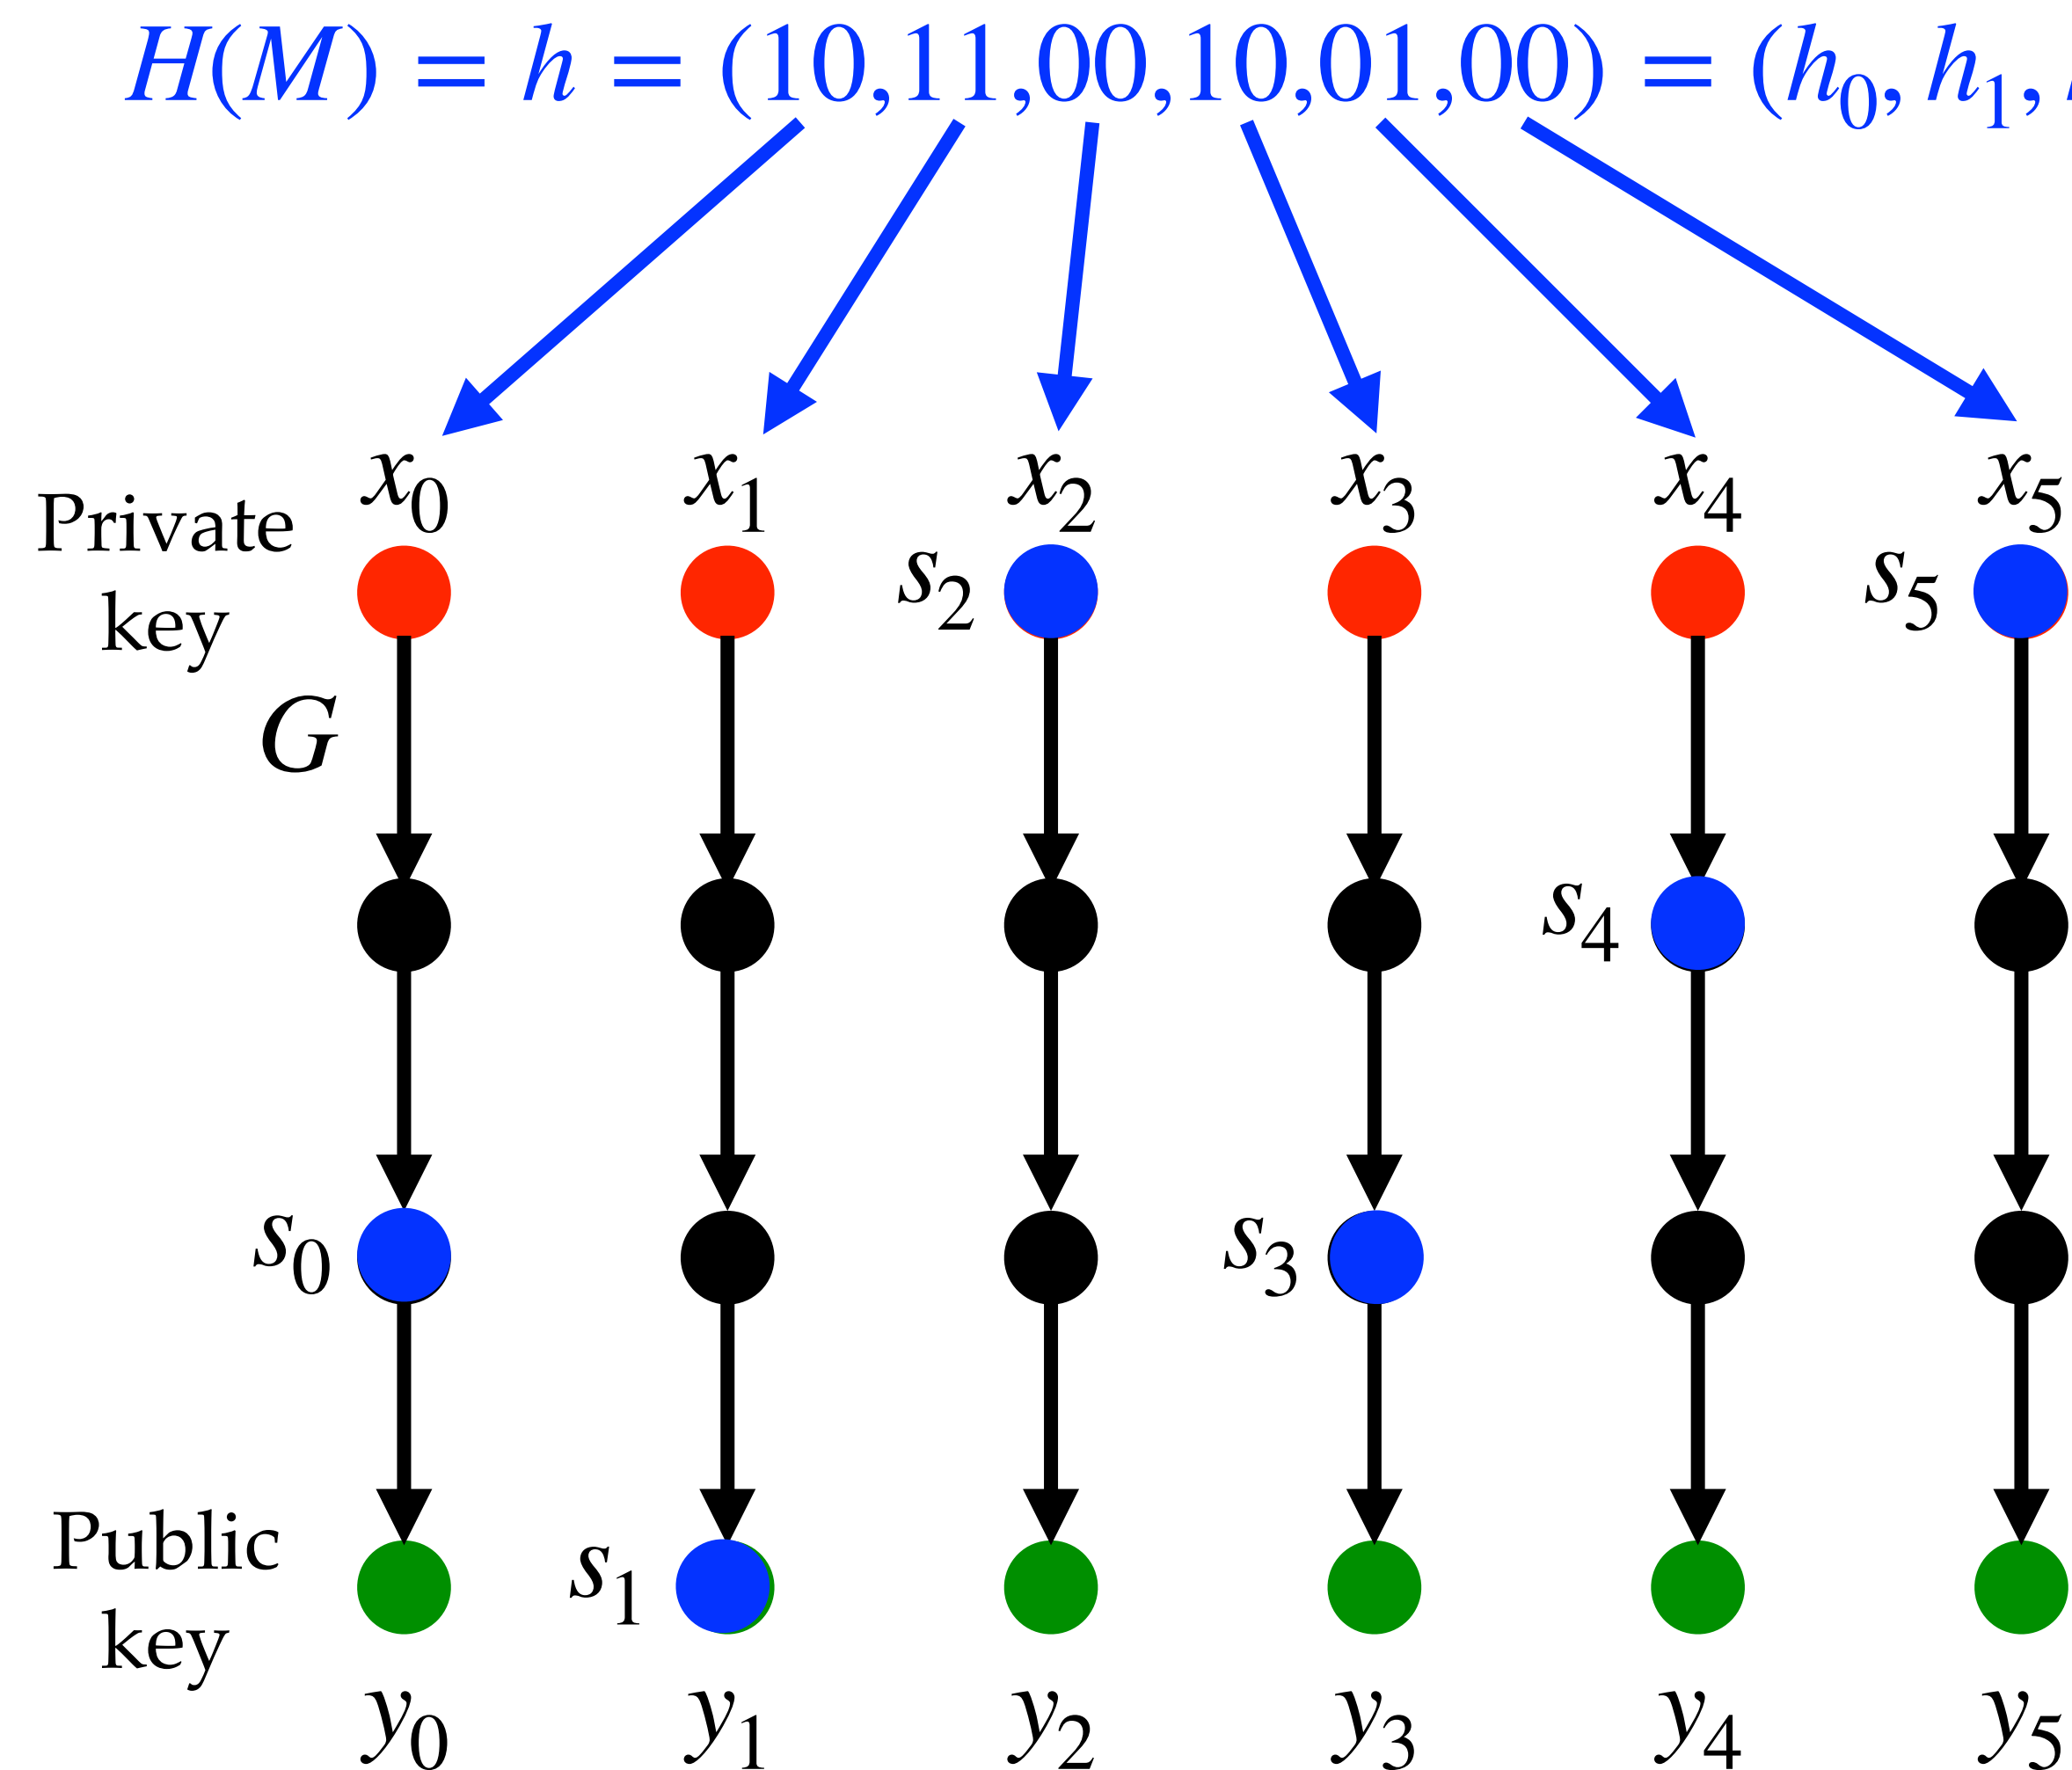 H(M) = h = (10,11,00,10,01,00) = (h₀, h₁,
x₀ x₁ x₂ x₃ x₄ x₅
Private key
s₂ s₅
G
s₄
s₀ s₃
Public key
s₁
y₀ y₁ y₂ y₃ y₄ y₅